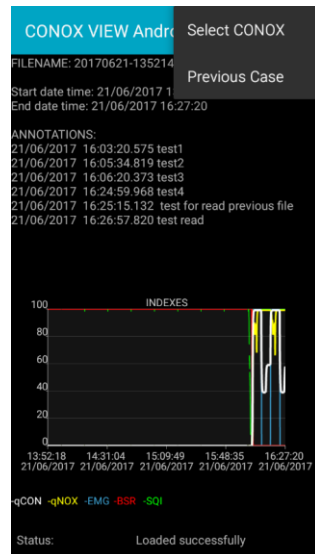 CONOX VIEW Andr
Select CONOX
Previous Case
FILENAME: 20170621-135214
Start date time: 21/06/2017 1
End date time: 21/06/2017 16:27:20
ANNOTATIONS:
21/06/2017 16:03:20.575 test1
21/06/2017 16:05:34.819 test2
21/06/2017 16:06:20.373 test3
21/06/2017 16:24:59.968 test4
21/06/2017 16:25:15.132 test for read previous file
21/06/2017 16:26:57.820 test read
INDEXES
100
80
60
40
20
0
13:52:18 14:31:04 15:09:49 15:48:35 16:27:20
21/06/2017 21/06/2017 21/06/2017 21/06/2017 21/06/2017
-qCON -qNOX -EMG -BSR -SQI
Status: Loaded successfully